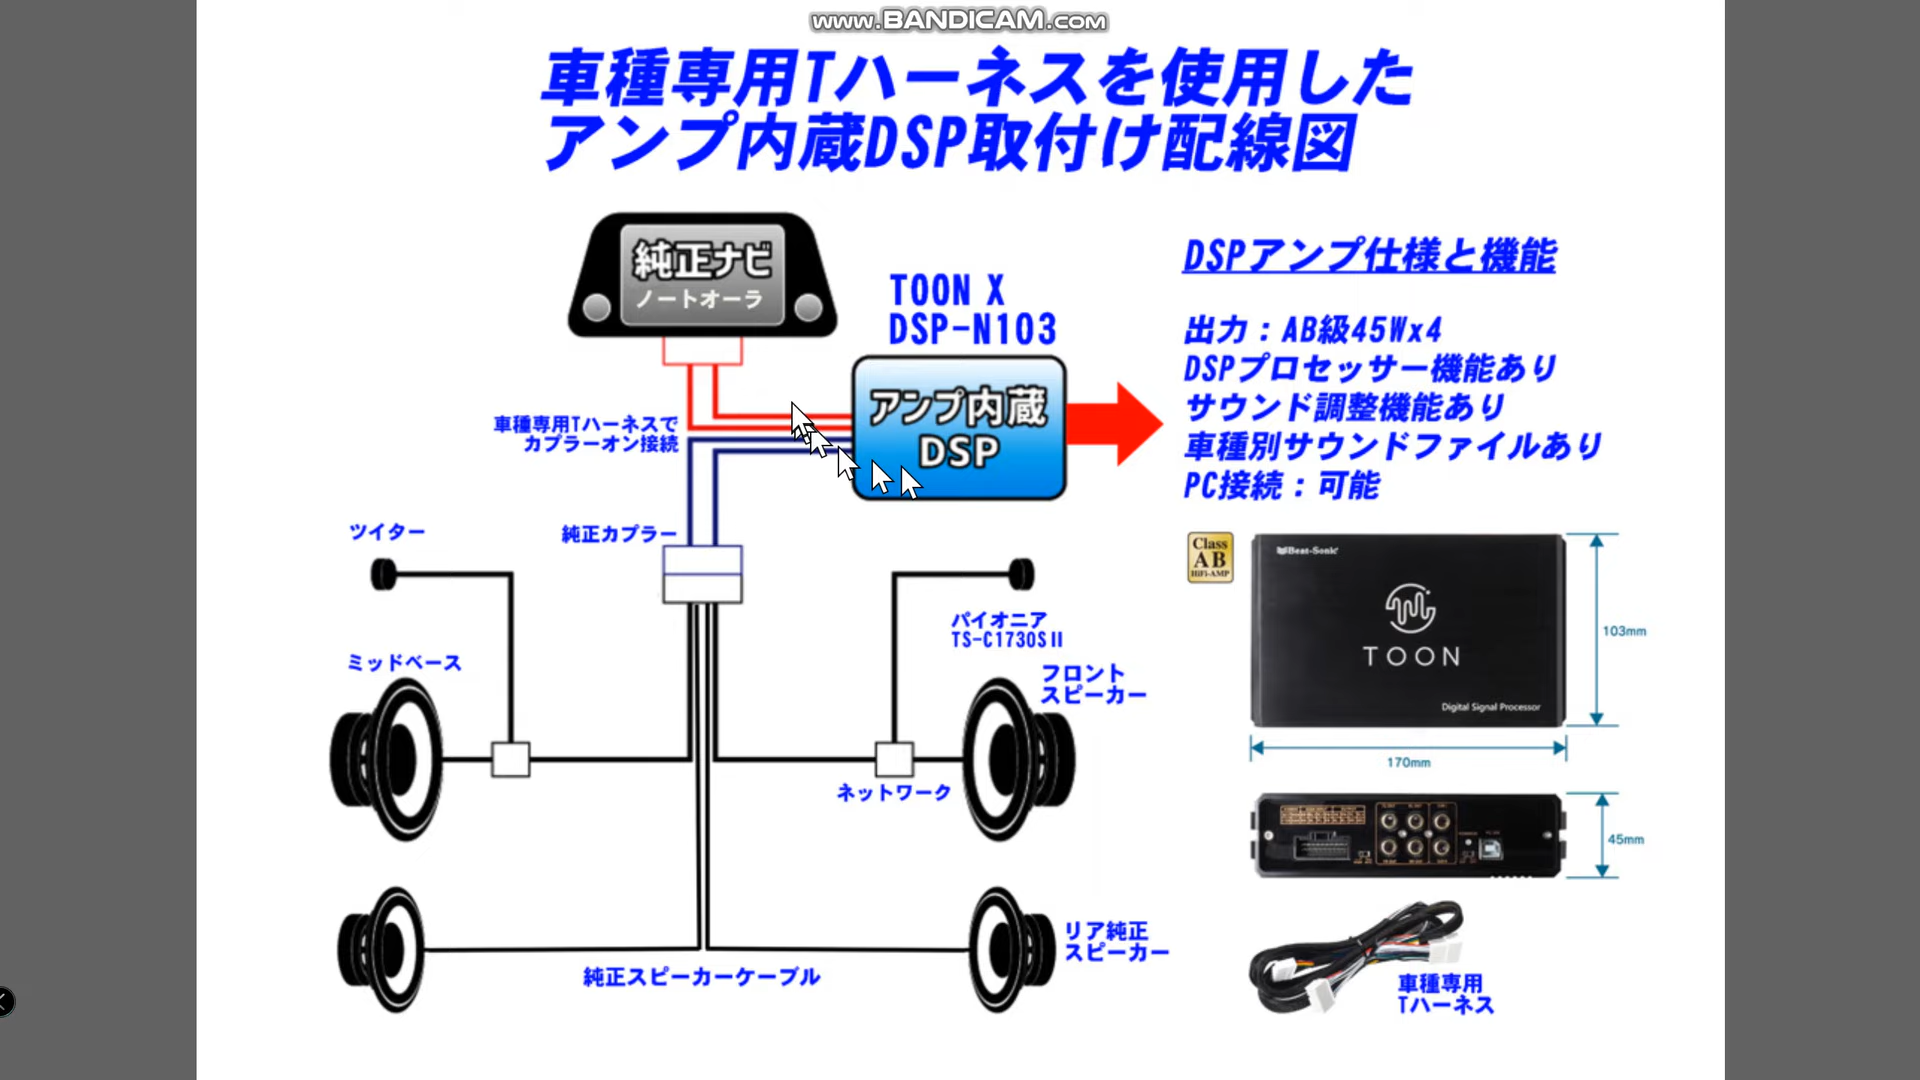 www.BANDICAM.com
車種専用Tハーネスを使用した
アンプ内蔵DSP取付け配線図
純正ナビ
ノートオーラ
TOON X
DSP-N103
アンプ内蔵
DSP
車種専用Tハーネスで
カプラーオン接続
純正カプラー
ツイター
ミッドベース
パイオニア
TS-C1730SⅡ
フロント
スピーカー
ネットワーク
リア純正
スピーカー
純正スピーカーケーブル
DSPアンプ仕様と機能
出力：AB級45Wx4
DSPプロセッサー機能あり
サウンド調整機能あり
車種別サウンドファイルあり
PC接続：可能
Class
AB
HiFi-AMP
Beat-Sonic
TOON
Digital Signal Processor
103mm
170mm
45mm
車種専用
Tハーネス